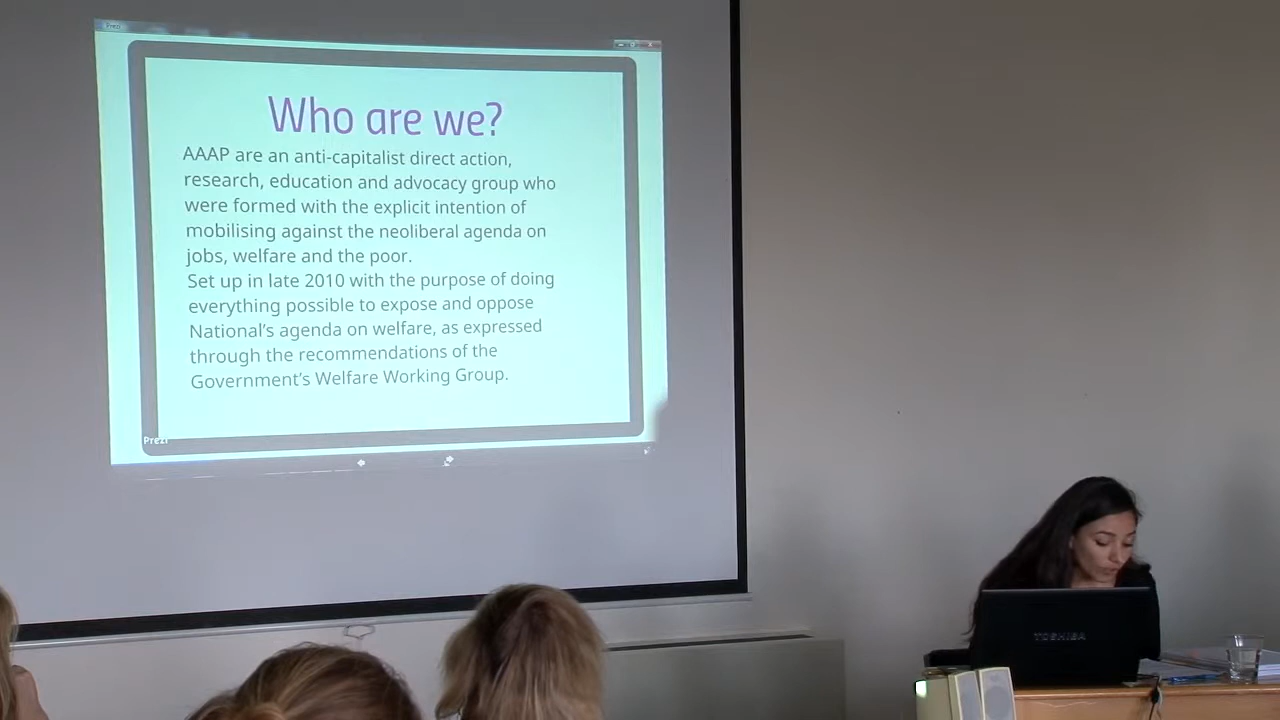 Prezi
Who are we?
AAAP are an anti-capitalist direct action,
research, education and advocacy group who
were formed with the explicit intention of
mobilising against the neoliberal agenda on
jobs, welfare and the poor.
Set up in late 2010 with the purpose of doing
everything possible to expose and oppose
National's agenda on welfare, as expressed
through the recommendations of the
Government's Welfare Working Group.
Prezi
TOSHIBA